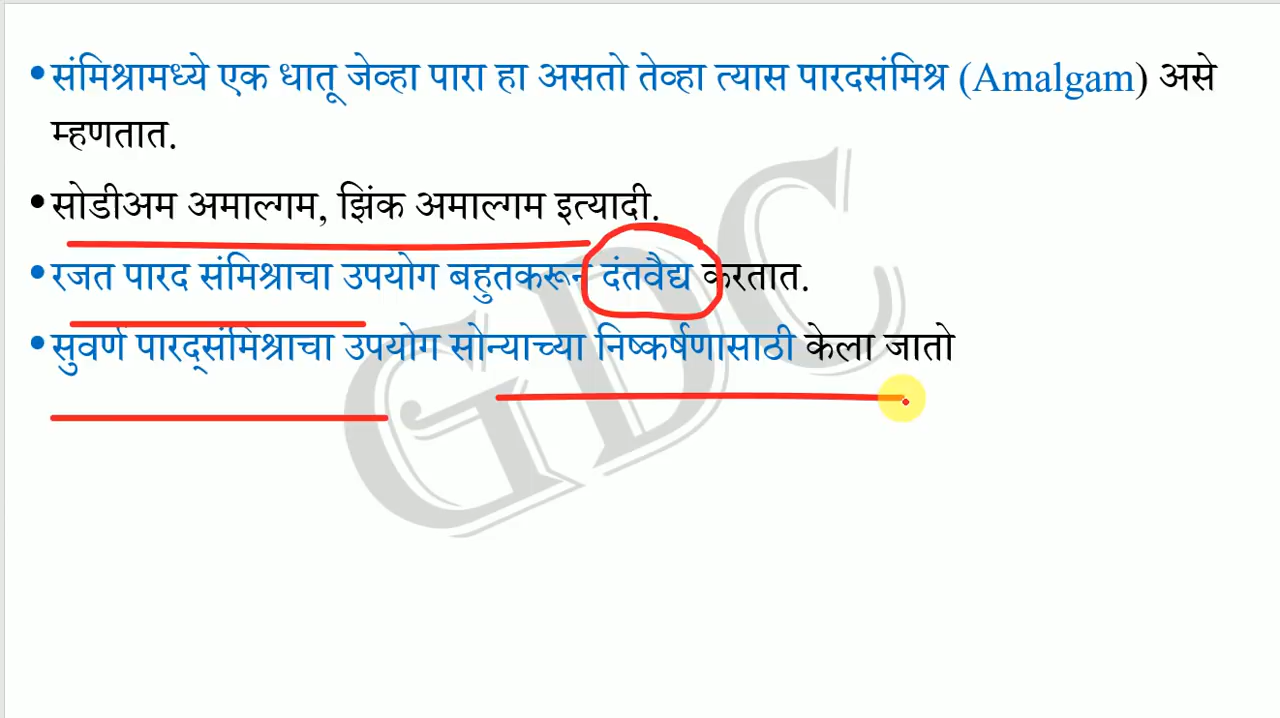 •संमिश्रामध्ये एक धातू जेव्हा पारा हा असतो तेव्हा त्यास पारदसंमिश्र (Amalgam) असे
म्हणतात.
•सोडीअम अमाल्गम, झिंक अमाल्गम इत्यादी.
•रजत पारद संमिश्राचा उपयोग बहुतकरून दंतवैद्य करतात.
•सुवर्ण पारद्संमिश्राचा उपयोग सोन्याच्या निष्कर्षणासाठी केला जातो
GDC